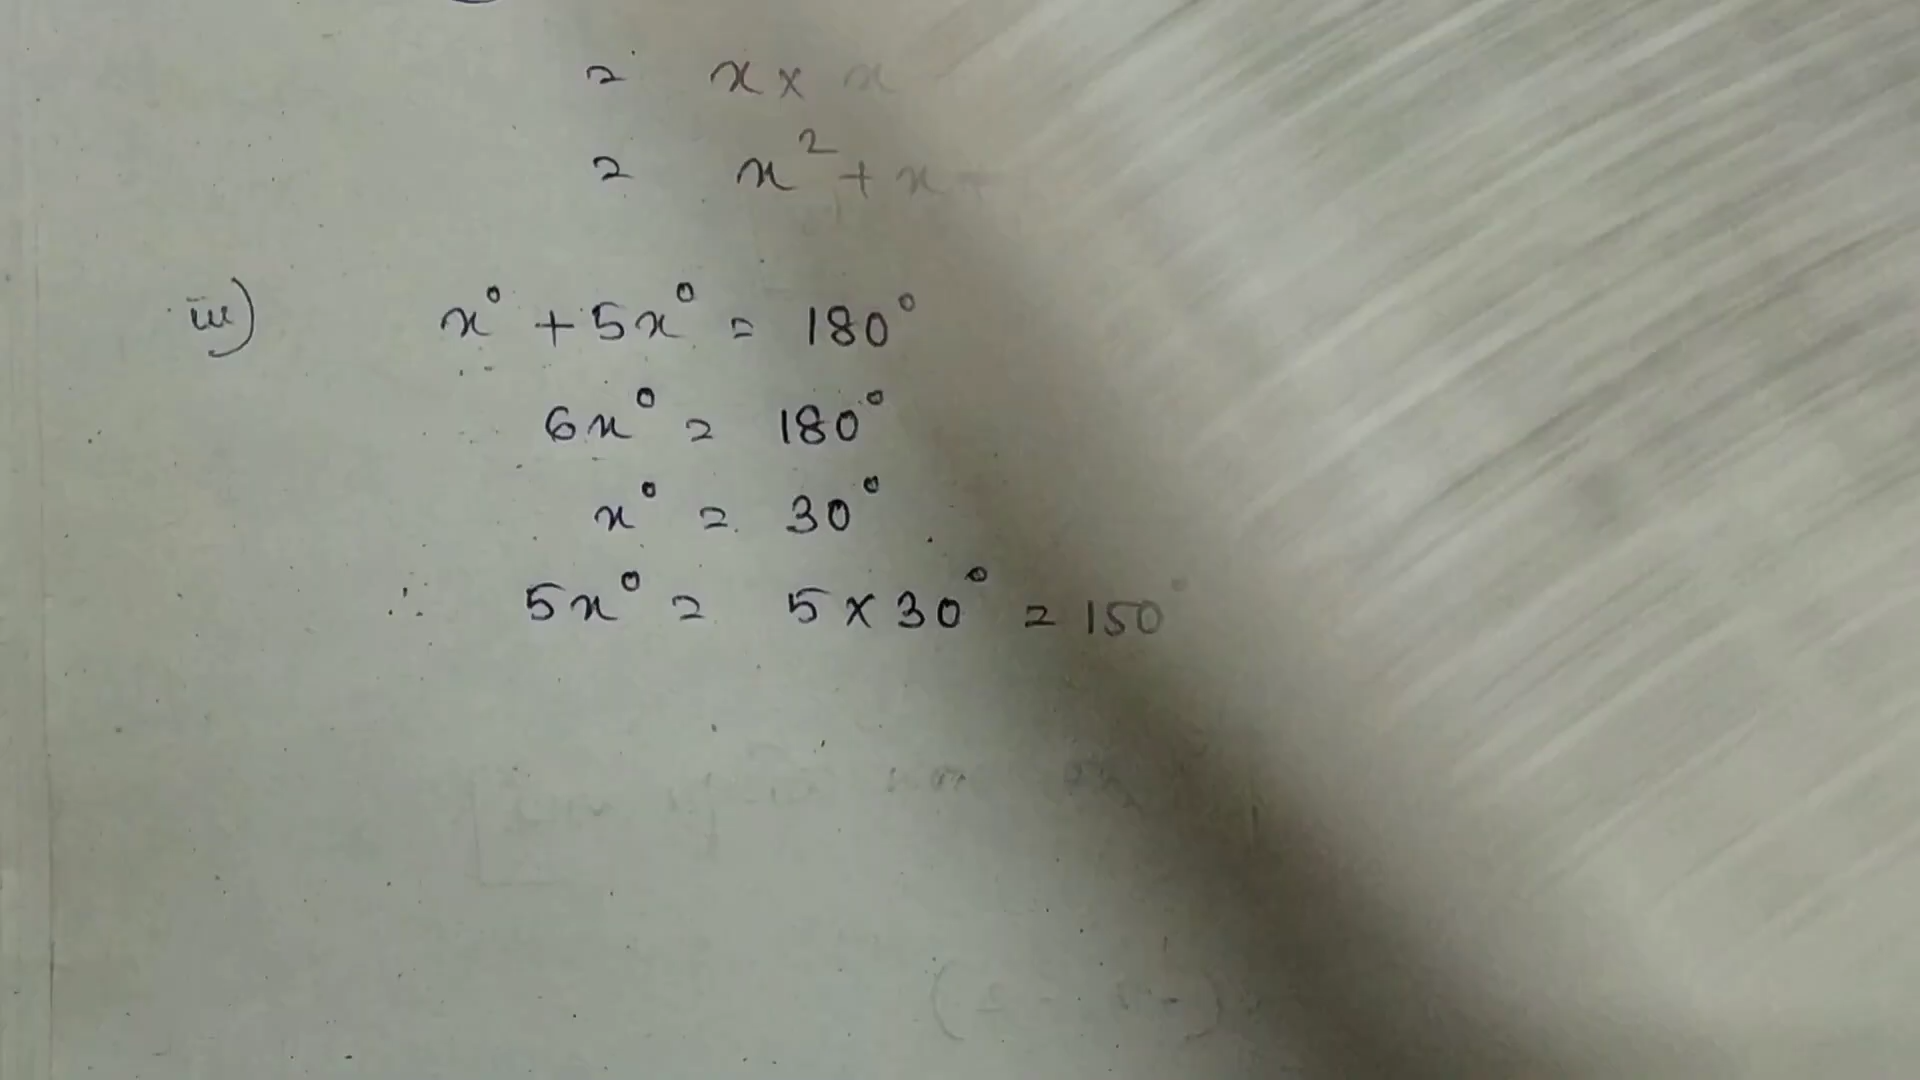 = x × x
= x² + x +
iii) x° + 5x° = 180°
6x° = 180°
x° = 30°
∴ 5x° = 5 × 30° = 150°